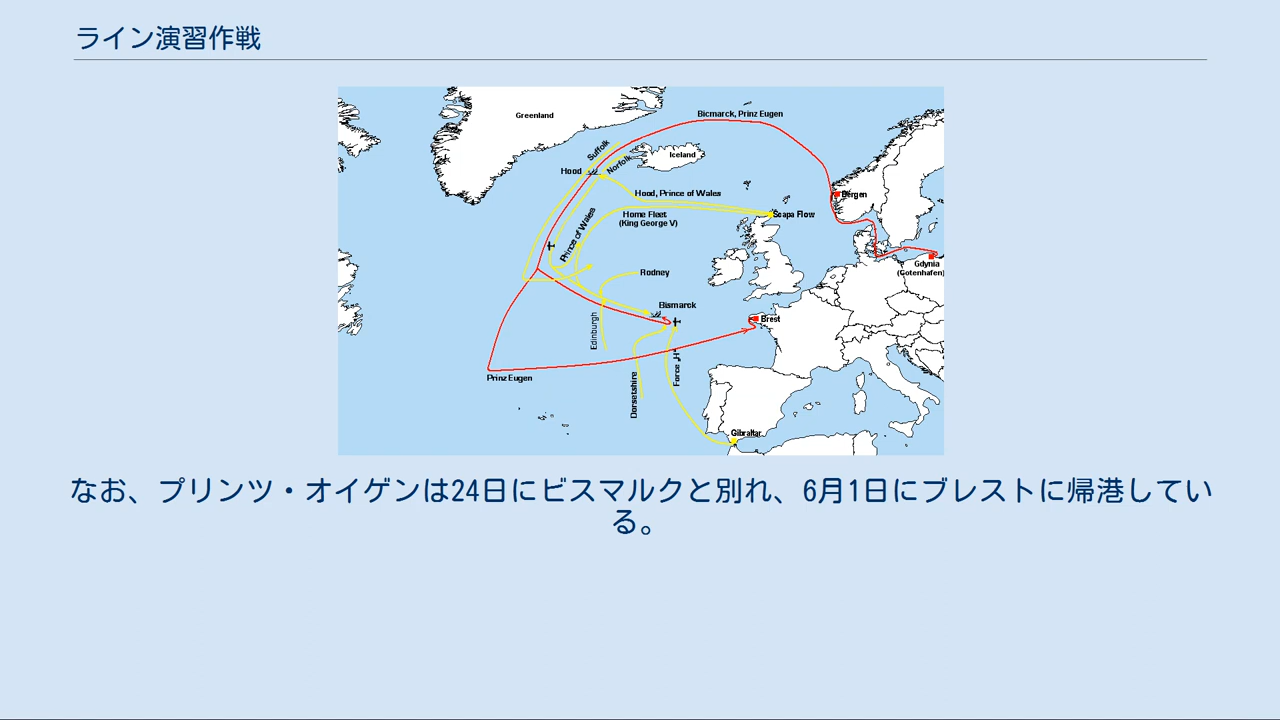 ライン演習作戦
Greenland
Bicmarck, Prinz Eugen
Suffolk
Iceland
Norfolk
Hood
Hood, Prince of Wales
Bergen
Home Fleet
(King George V)
Scapa Flow
Prince of Wales
Gdynia
(Gotenhafen)
Rodney
Bismarck
Edinburgh
Brest
Force „H"
Prinz Eugen
Dorsetshire
Gibraltar
なお、プリンツ・オイゲンは24日にビスマルクと別れ、6月1日にブレストに帰港してい
る。